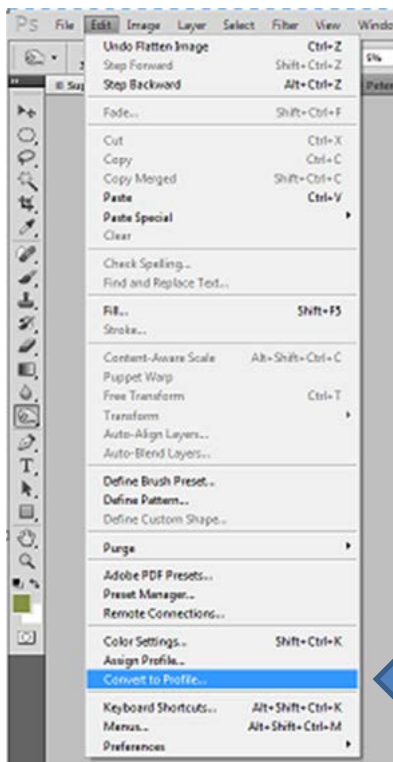 Ps File Edit Image Layer Select Filter View Windo
Undo Flatten Image Ctrl+Z
Step Forward Shift+Ctrl+Z
5%
Step Backward Alt+Ctrl+Z
Peter
Fade... Shift+Ctrl+F
Cut Ctrl+X
Copy Ctrl+C
Copy Merged Shift+Ctrl+C
Paste Ctrl+V
Paste Special
Clear
Check Spelling...
Find and Replace Text...
Fill... Shift+F5
Stroke...
Content-Aware Scale Alt+Shift+Ctrl+C
Puppet Warp
Free Transform Ctrl+T
Transform
Auto-Align Layers...
Auto-Blend Layers...
Define Brush Preset...
Define Pattern...
Define Custom Shape...
Purge
Adobe PDF Presets...
Preset Manager...
Remote Connections...
Color Settings... Shift+Ctrl+K
Assign Profile...
Convert to Profile...
Keyboard Shortcuts... Alt+Shift+Ctrl+K
Menus... Alt+Shift+Ctrl+M
Preferences